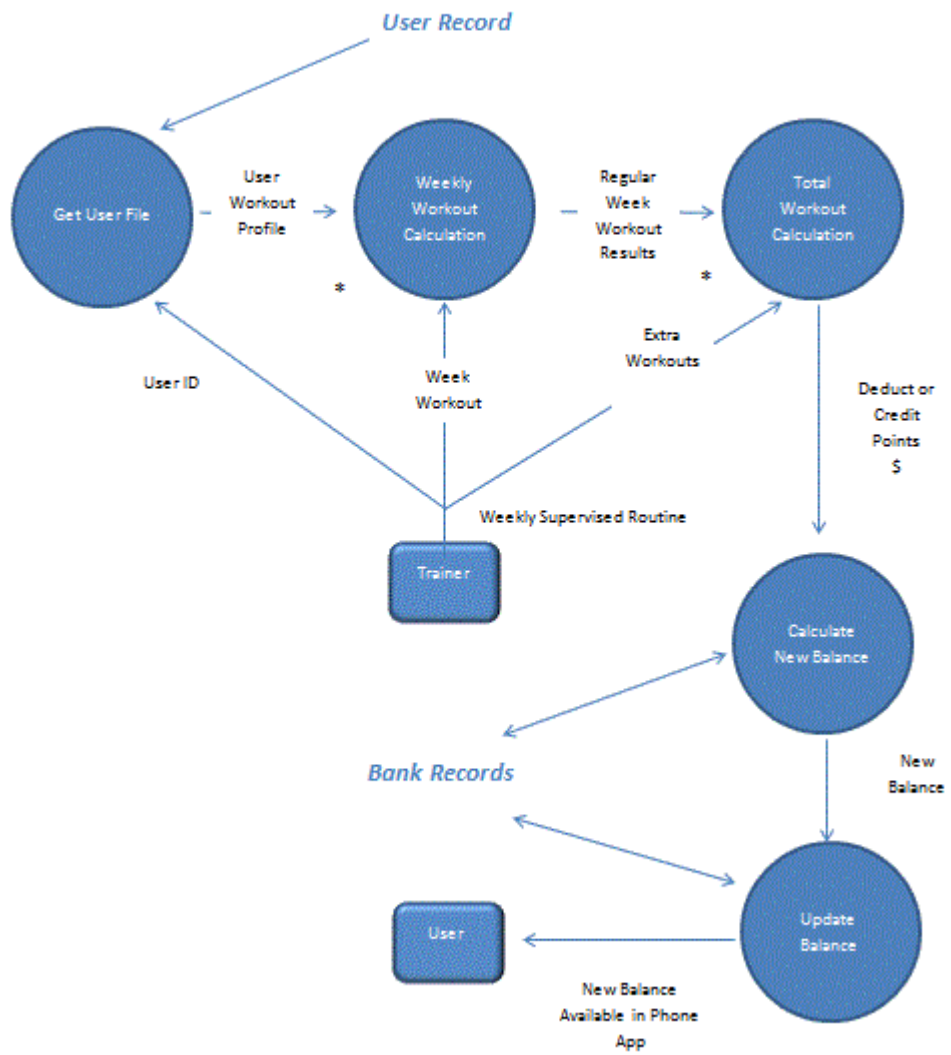 User Record
Get User File
User
Workout
Profile
Weekly
Workout
Calculation
Regular
Week
Workout
Results
Total
Workout
Calculation
*
*
User ID
Week
Workout
Extra
Workouts
Deduct or
Credit
Points
$
Weekly Supervised Routine
Trainer
Calculate
New Balance
Bank Records
New
Balance
User
Update
Balance
New Balance
Available in Phone
App